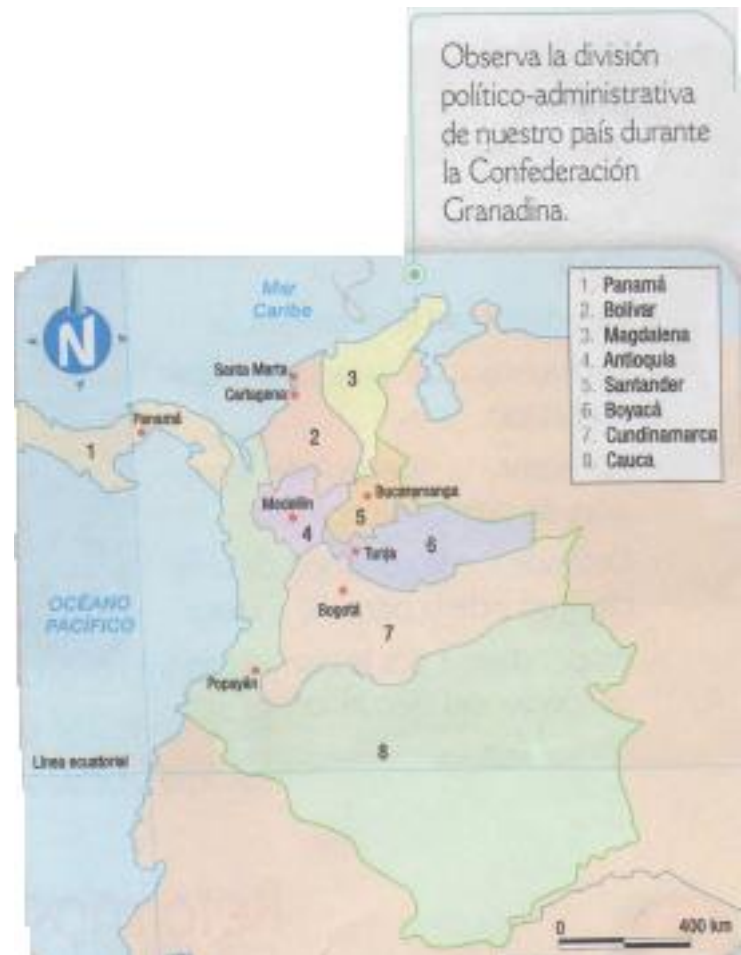 Observa la división
político-administrativa
de nuestro país durante
la Confederación
Granadina.
N
Mar
Caribe
1 Panamá
2. Bolívar
3. Magdalena
4. Antioquia
5. Santander
6 Boyacá
7. Cundinamarca
8. Cauca
Santa Marta
Cartagena
3
Panamá
1
2
Medellín
4
Bucaramanga
5
Tunja
6
OCÉANO
PACÍFICO
Bogotá
7
Popayán
Línea ecuatorial
8
0 400 km